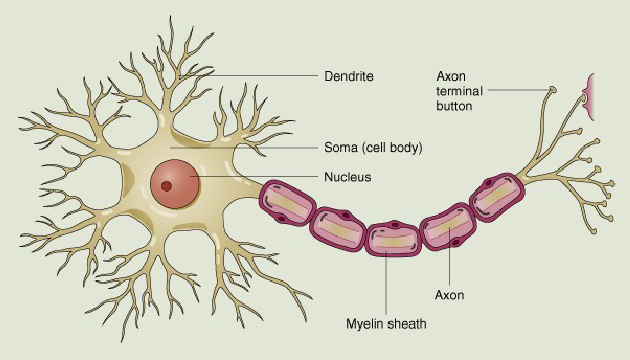 Dendrite
Axon
terminal
button
Soma (cell body)
Nucleus
Axon
Myelin sheath